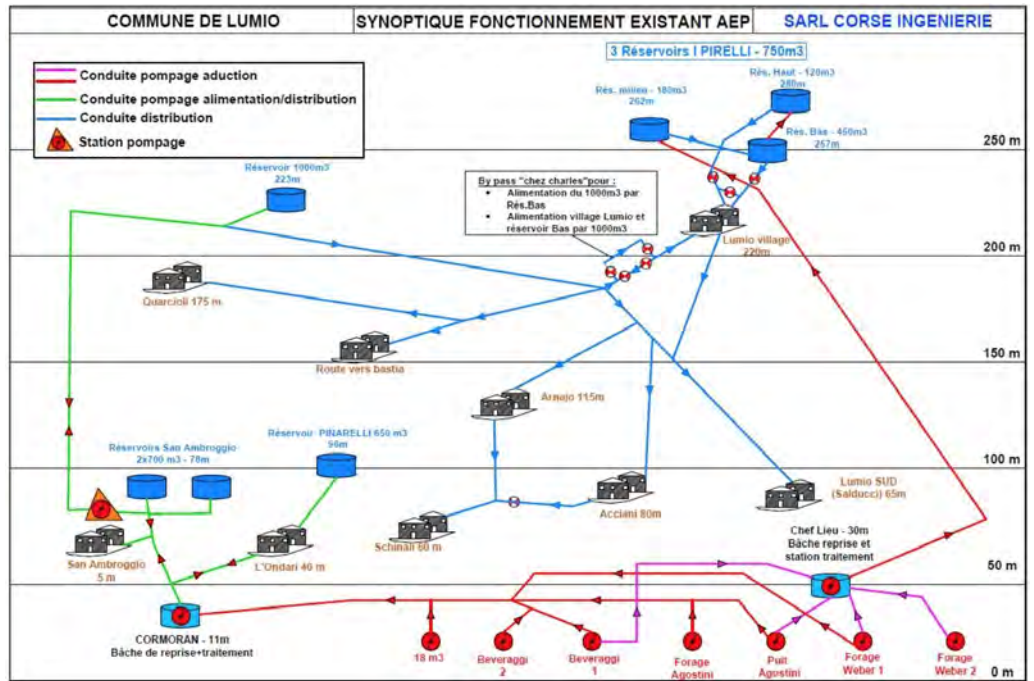 COMMUNE DE LUMIO
SYNOPTIQUE FONCTIONNEMENT EXISTANT AEP
SARL CORSE INGENIERIE
3 Réservoirs I PIRELLI - 750m3
Conduite pompage aduction
Conduite pompage alimentation/distribution
Conduite distribution
Station pompage
Rés. Haut - 120m3
280m
Rés. milieu - 180m3
262m
Rés. Bas - 450m3
257m
250 m
Réservoir 1000m3
223m
By pass "chez charles"pour :
• Alimentation du 1000m3 par
Rés.Bas
• Alimentation village Lumio et
réservoir Bas par 1000m3
Lumio village
220m
200 m
Quarcioli 175 m
Route vers bastia
150 m
Arnajo 115m
Réservoirs San Ambroggio
2x700 m3 - 78m
Réservoir PINARELLI 650 m3
90m
100 m
Lumio SUD
(Salducci) 65m
Acciani 80m
Schinali 60 m
San Ambroggio
5 m
L'Ondari 40 m
Chef Lieu - 30m
Bâche reprise et
station traitement
50 m
CORMORAN - 11m
Bâche de reprise+traitement
18 m3
Beveraggi
2
Beveraggi
1
Forage
Agostini
Puit
Agostini
Forage
Weber 1
Forage
Weber 2
0 m